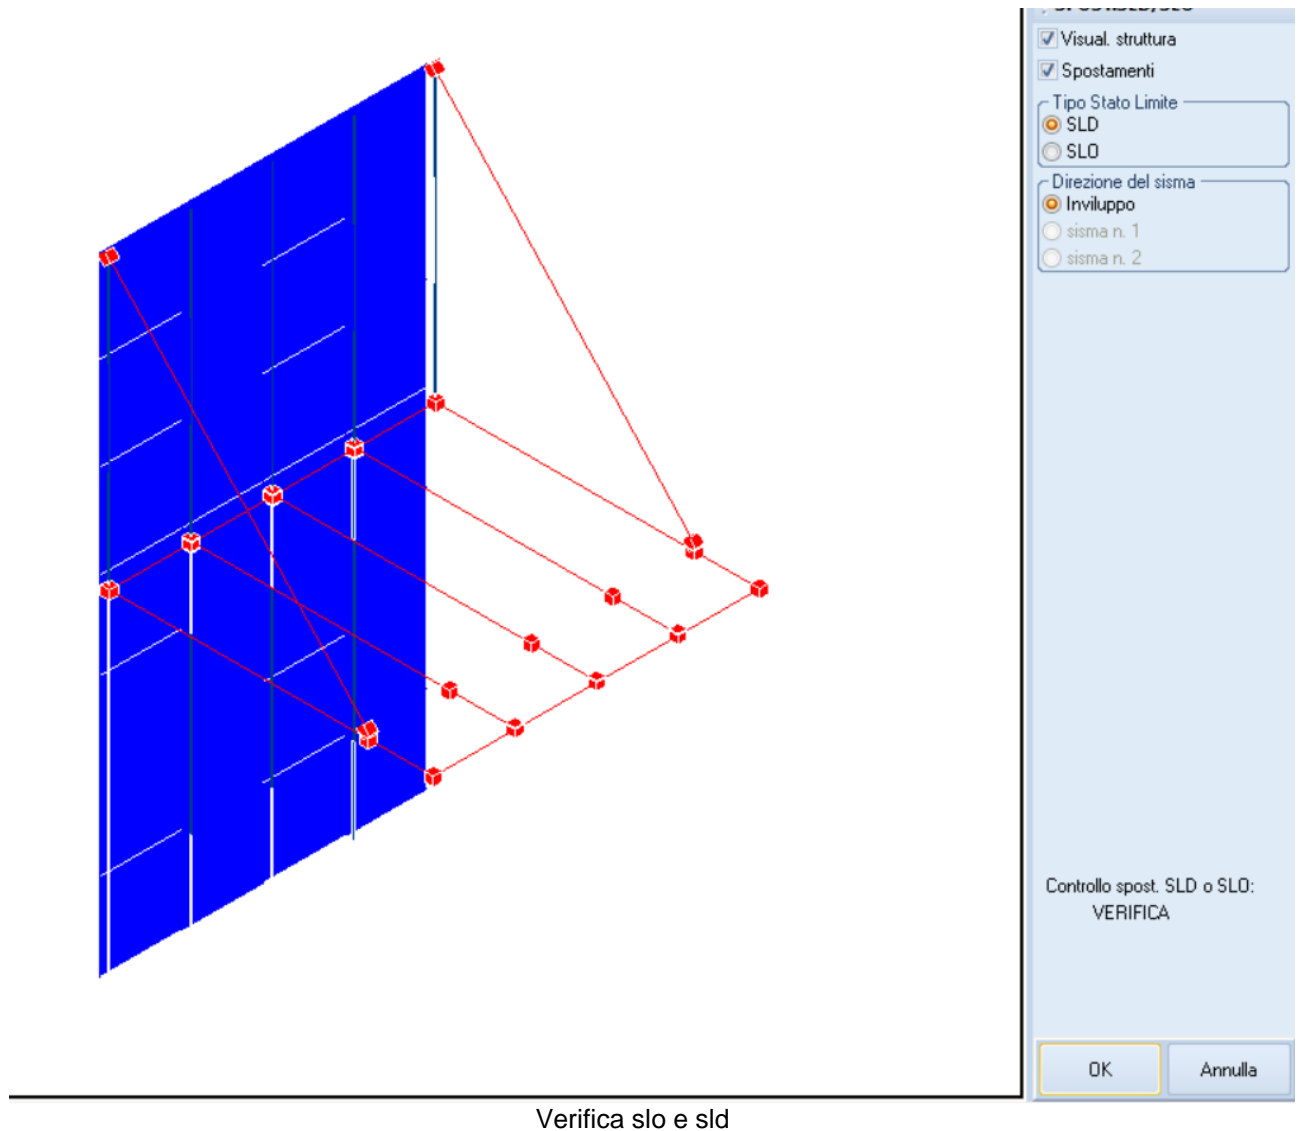 Visual. struttura
Spostamenti
Tipo Stato Limite
SLD
SLO
Direzione del sisma
Inviluppo
sisma n. 1
sisma n. 2
Controllo spost. SLD o SLO:
VERIFICA
OK
Annulla
Verifica slo e sld